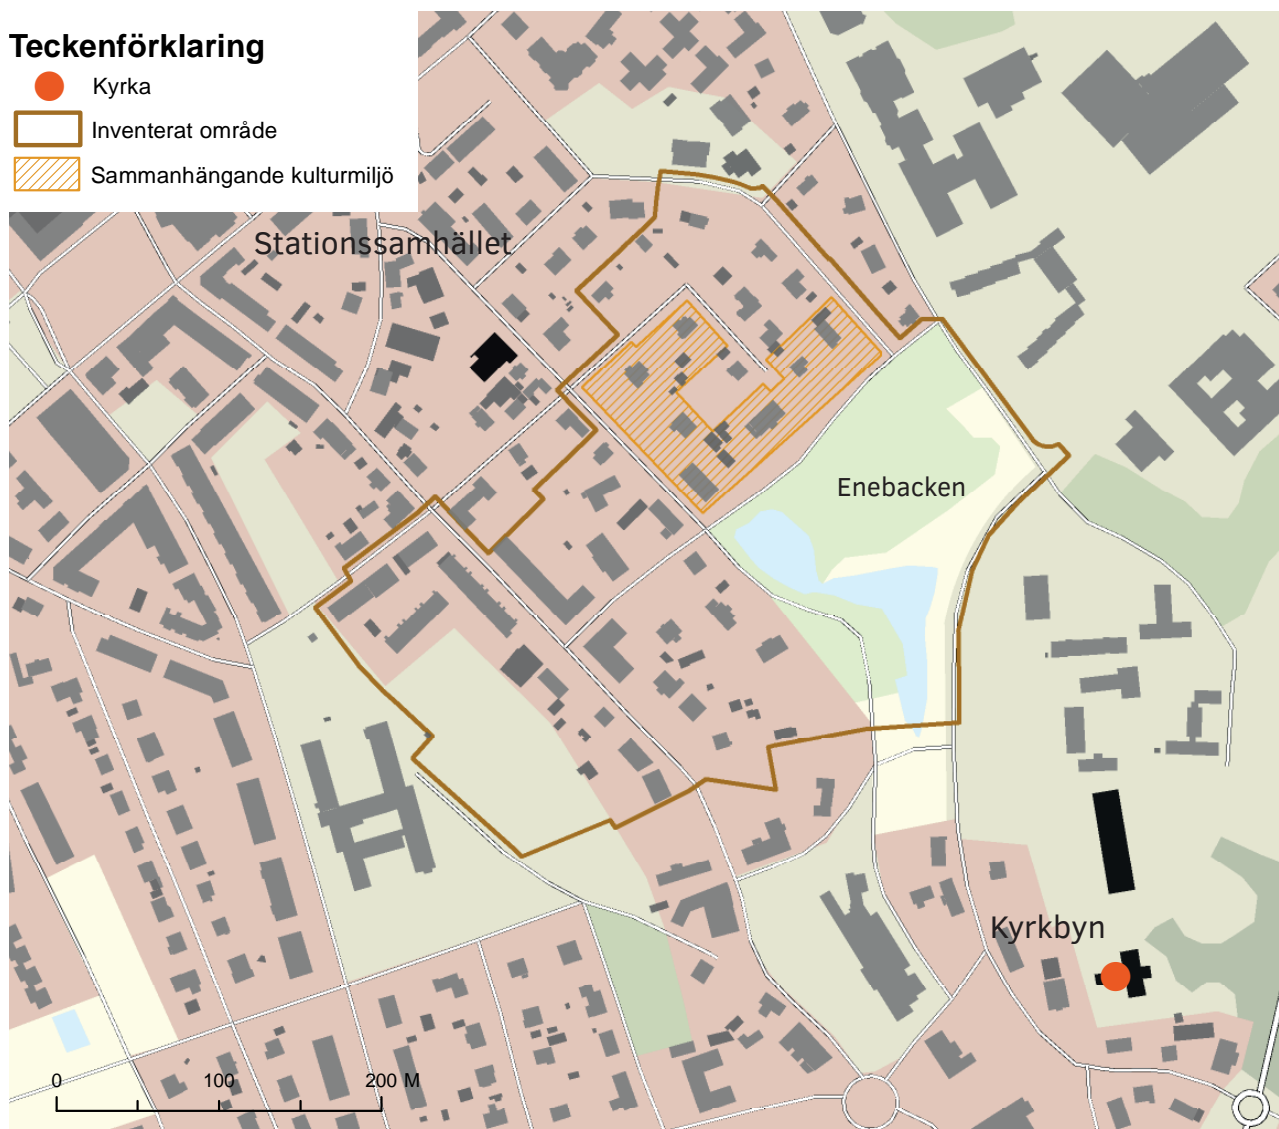 Teckenförklaring
Kyrka
Inventerat område
Sammanhängande kulturmiljö
Stationssamhället
Enebacken
Kyrkbyn
0 100 200 M